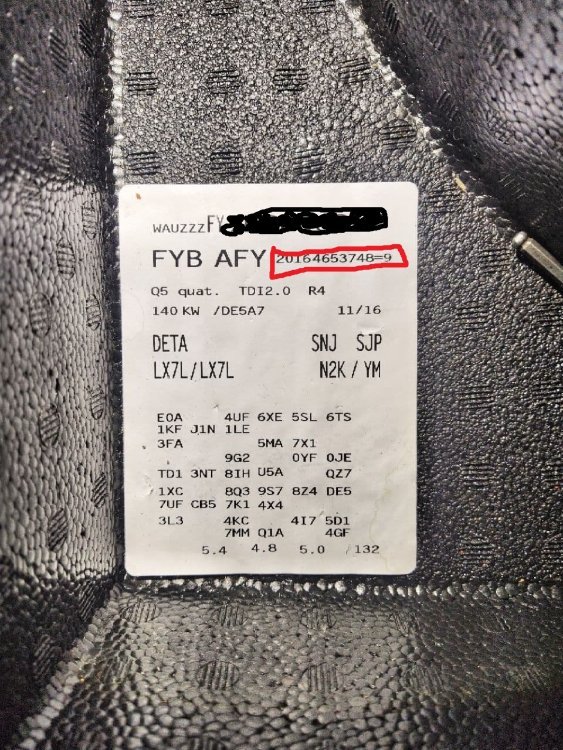 WAUZZZFY
FYB AFY 20164653748=9
Q5 quat. TDI2.0 R4
140 KW /DE5A7 11/16
DETA SNJ SJP
LX7L/LX7L N2K / YM
E0A 4UF 6XE 5SL 6TS
1KF J1N 1LE
3FA 5MA 7X1
9G2 0YF 0JE
TD1 3NT 8IH U5A QZ7
1XC 8Q3 9S7 8Z4 DE5
7UF CB5 7K1 4X4
3L3 4KC 4I7 5D1
7MM Q1A 4GF
5.4 4.8 5.0 /132